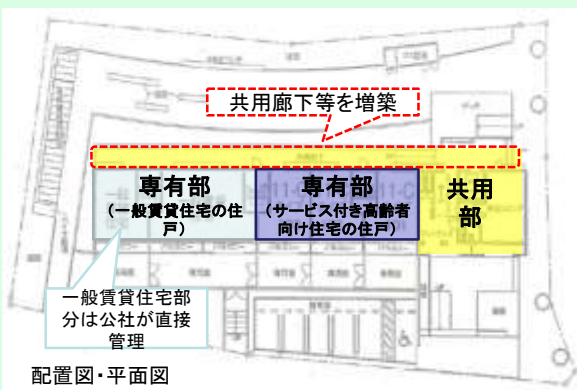 共用廊下等を増築
専有部
(一般賃貸住宅の住
戸)
専有部
(サービス付き高齢者
向け住宅の住戸)
共用
部
一般賃貸住宅部
分は公社が直接
管理
配置図・平面図